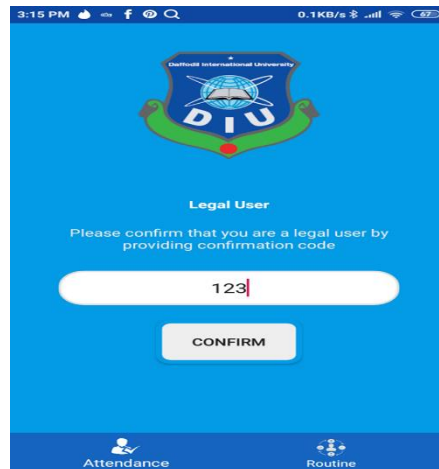 3:15 PM f 0.1KB/s 67
Daffodil International University
DIU
Legal User
Please confirm that you are a legal user by
providing confirmation code
123
CONFIRM
Attendance Routine